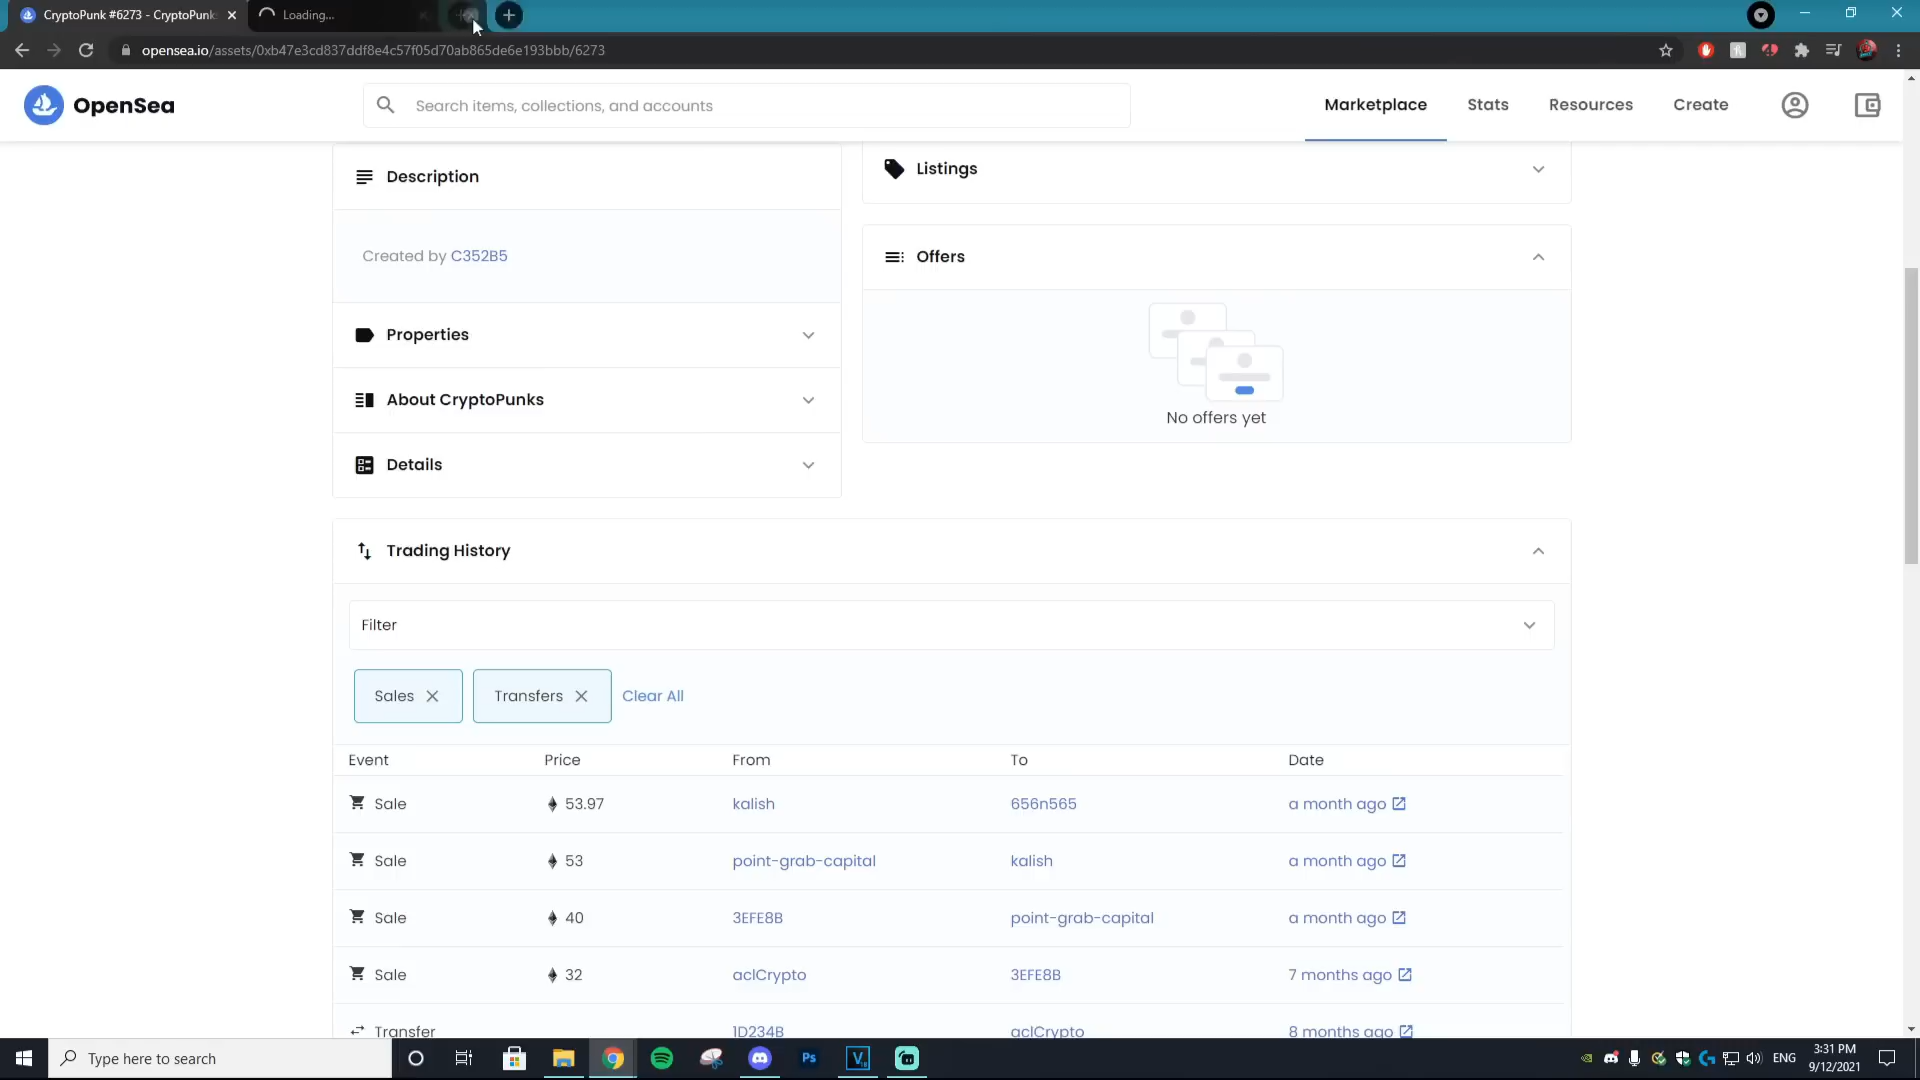 CryptoPunk #6273 - CryptoPunk
Loading...
opensea.io/assets/0xb47e3cd837ddf8e4c57f05d70ab865de6e193bbb/6273
OpenSea
Search items, collections, and accounts
Marketplace
Stats
Resources
Create
Description
Created by C352B5
Properties
About CryptoPunks
Details
Listings
Offers
No offers yet
Trading History
Filter
Sales
Transfers
Clear All
Event Price From To Date
Sale 53.97 kalish 656n565 a month ago
Sale 53 point-grab-capital kalish a month ago
Sale 40 3EFE8B point-grab-capital a month ago
Sale 32 aclCrypto 3EFE8B 7 months ago
Transfer 1D234B aclCrypto 8 months ago
Type here to search
Ps
V
ENG
3:31 PM
9/12/2021